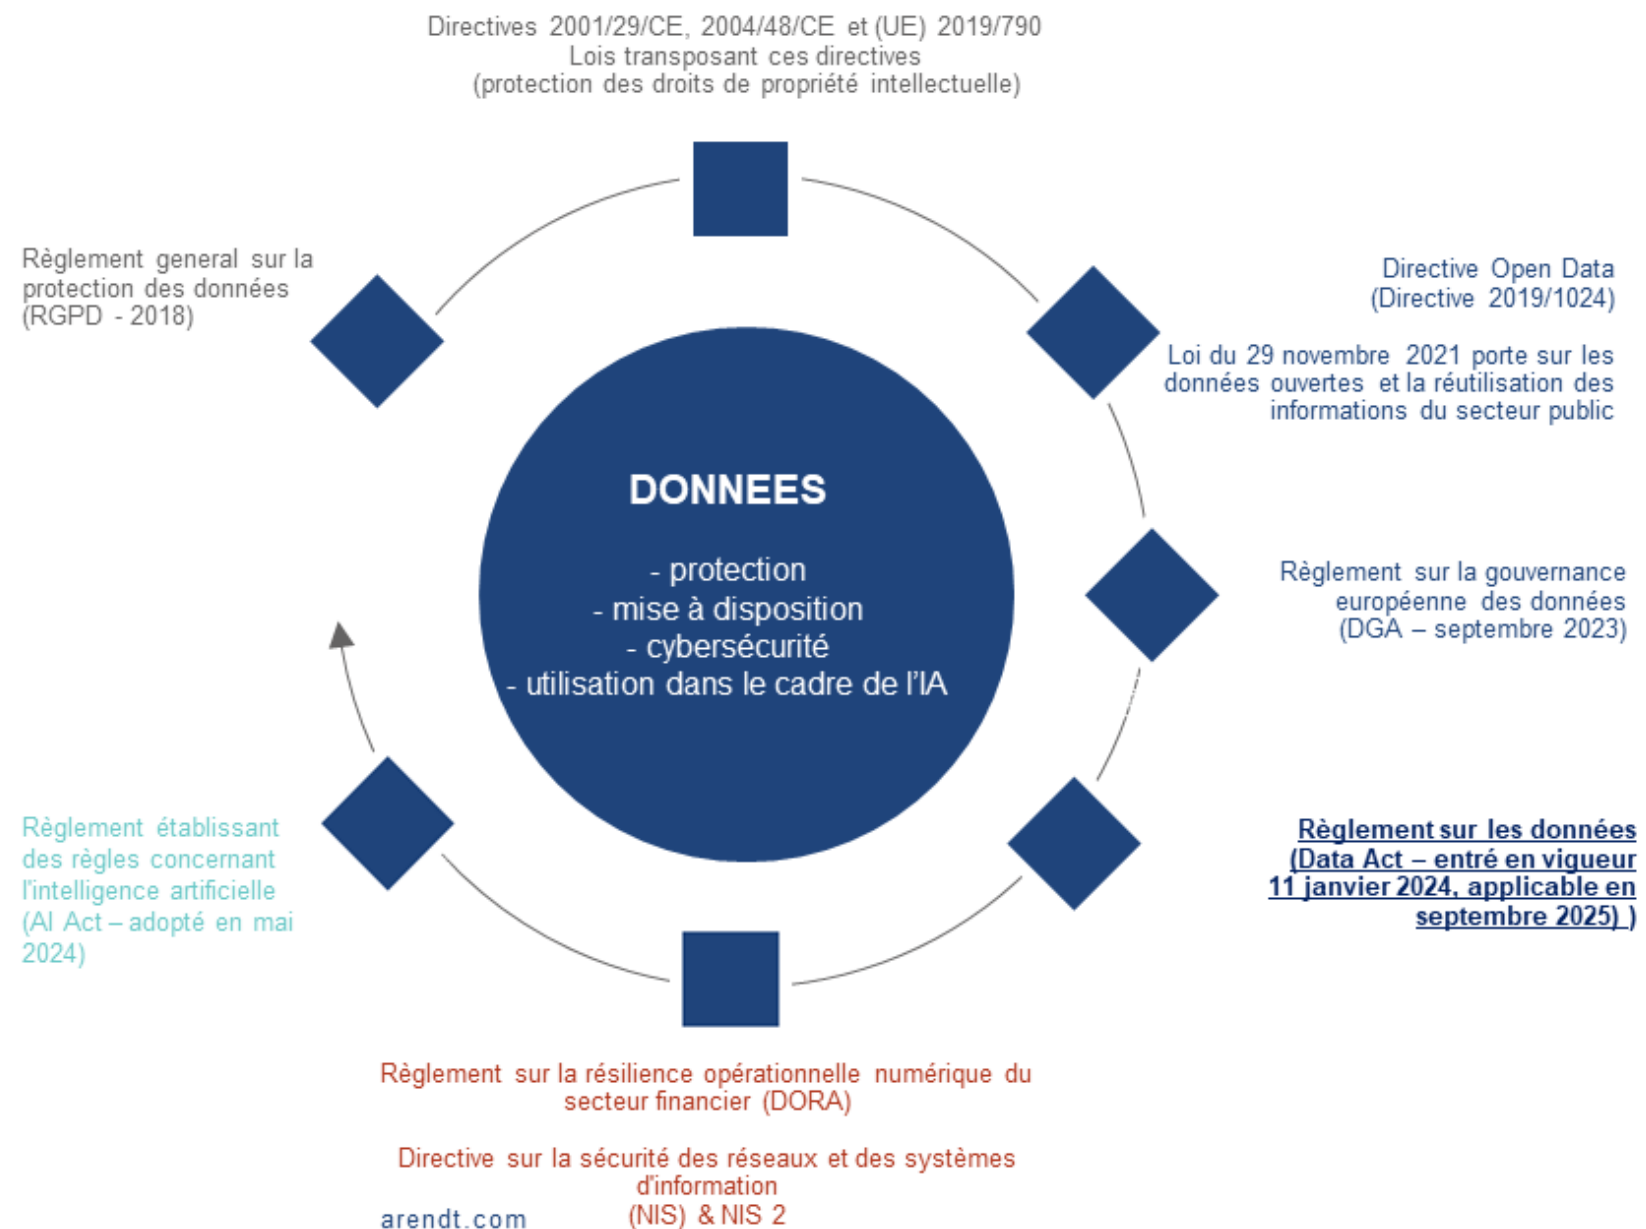 Directives 2001/29/CE, 2004/48/CE et (UE) 2019/790
Lois transposant ces directives
(protection des droits de propriété intellectuelle)
Règlement general sur la
protection des données
(RGPD - 2018)
Directive Open Data
(Directive 2019/1024)
Loi du 29 novembre 2021 porte sur les
données ouvertes et la réutilisation des
informations du secteur public
DONNEES
- protection
- mise à disposition
- cybersécurité
- utilisation dans le cadre de l'IA
Règlement sur la gouvernance
européenne des données
(DGA – septembre 2023)
Règlement sur les données
(Data Act – entré en vigueur
11 janvier 2024, applicable en
septembre 2025) )
Règlement établissant
des règles concernant
l'intelligence artificielle
(AI Act – adopté en mai
2024)
Règlement sur la résilience opérationnelle numérique du
secteur financier (DORA)
Directive sur la sécurité des réseaux et des systèmes
d'information
(NIS) & NIS 2
arendt.com